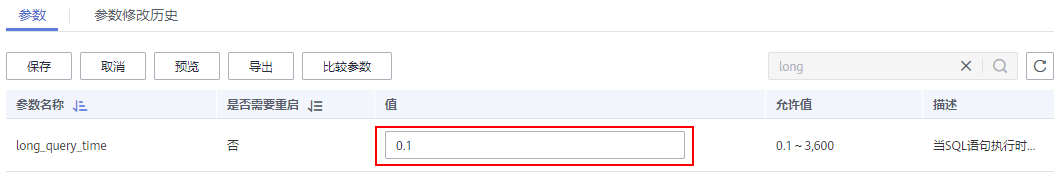 参数 参数修改历史
保存 取消 预览 导出 比较参数 long
参数名称 是否需要重启 值 允许值 描述
long_query_time 否 0.1 0.1 ~ 3,600 当SQL语句执行时...